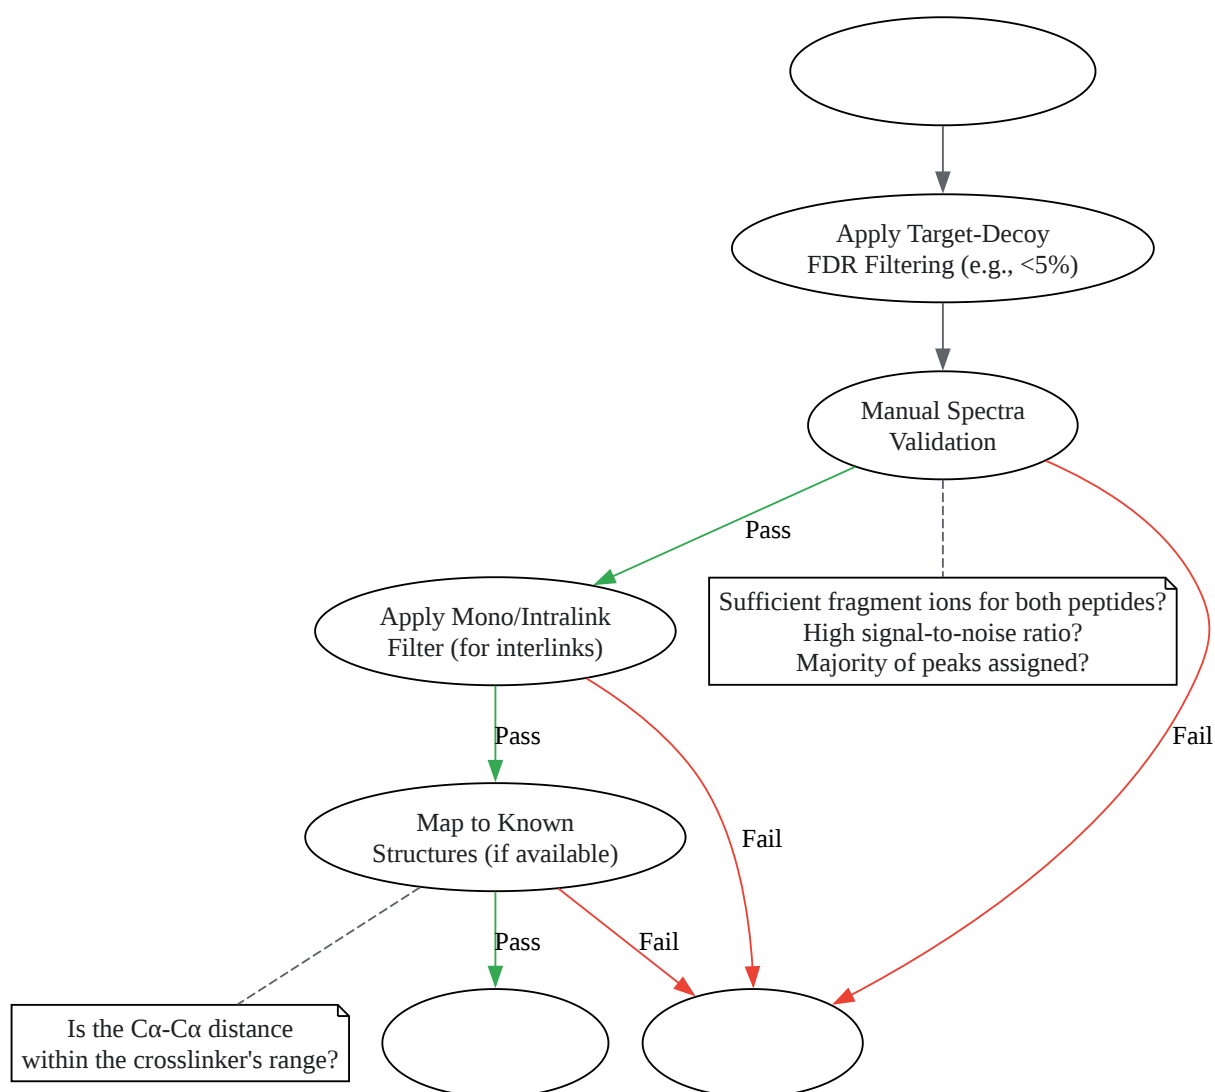 Apply Target-Decoy
FDR Filtering (e.g., <5%)
Manual Spectra
Validation
Pass
Sufficient fragment ions for both peptides?
High signal-to-noise ratio?
Majority of peaks assigned?
Apply Mono/Intralink
Filter (for interlinks)
Pass
Fail
Map to Known
Structures (if available)
Fail
Pass
Fail
Is the Cα-Cα distance
within the crosslinker's range?